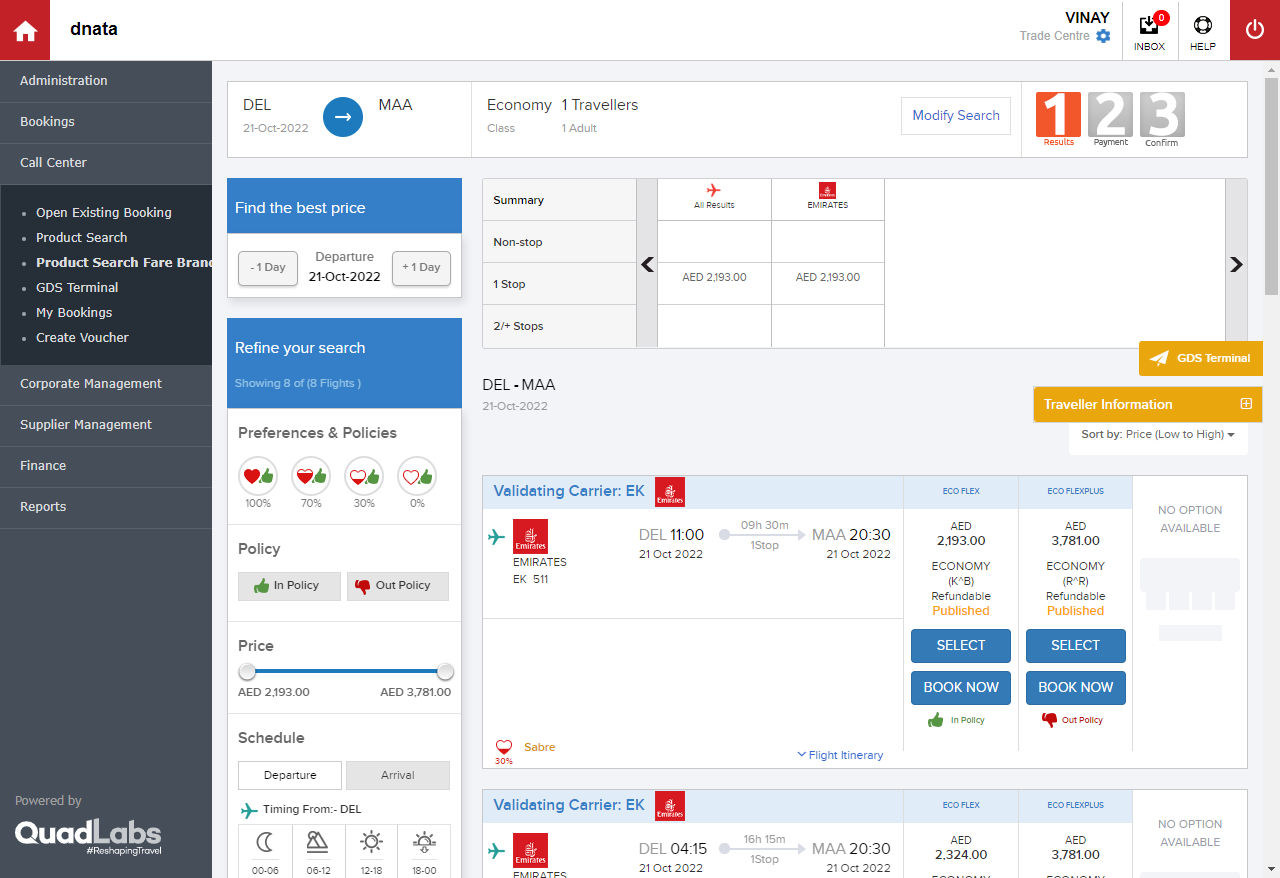 dnata
VINAY
Trade Centre
0
INBOX
HELP
Administration
Bookings
Call Center
Open Existing Booking
Product Search
Product Search Fare Bran
GDS Terminal
My Bookings
Create Voucher
Corporate Management
Supplier Management
Finance
Reports
Powered by
QuadLabs
#ReshapingTravel
DEL
21-Oct-2022
MAA
Economy
Class
1 Travellers
1 Adult
Modify Search
1
Results
2
Payment
3
Confirm
Find the best price
- 1 Day
Departure
21-Oct-2022
+ 1 Day
Refine your search
Showing 8 of (8 Flights )
Preferences & Policies
100% 70% 30% 0%
Policy
In Policy
Out Policy
Price
AED 2,193.00 AED 3,781.00
Schedule
Departure
Arrival
Timing From:- DEL
00-06 06-12 12-18 18-00
Summary
All Results
EMIRATES
Non-stop
1 Stop
AED 2,193.00
AED 2,193.00
2/+ Stops
GDS Terminal
DEL - MAA
21-Oct-2022
Traveller Information
Sort by: Price (Low to High)
Validating Carrier: EK
Emirates
ECO FLEX
ECO FLEXPLUS
Emirates
EMIRATES
EK 511
DEL 11:00
21 Oct 2022
09h 30m
1Stop
MAA 20:30
21 Oct 2022
AED
2,193.00
ECONOMY
(K^B)
Refundable
Published
SELECT
BOOK NOW
In Policy
AED
3,781.00
ECONOMY
(R^R)
Refundable
Published
SELECT
BOOK NOW
Out Policy
NO OPTION
AVAILABLE
30%
Sabre
Flight Itinerary
Validating Carrier: EK
Emirates
ECO FLEX
ECO FLEXPLUS
Emirates
EMIRATES
DEL 04:15
21 Oct 2022
16h 15m
1Stop
MAA 20:30
21 Oct 2022
AED
2,324.00
AED
3,781.00
NO OPTION
AVAILABLE